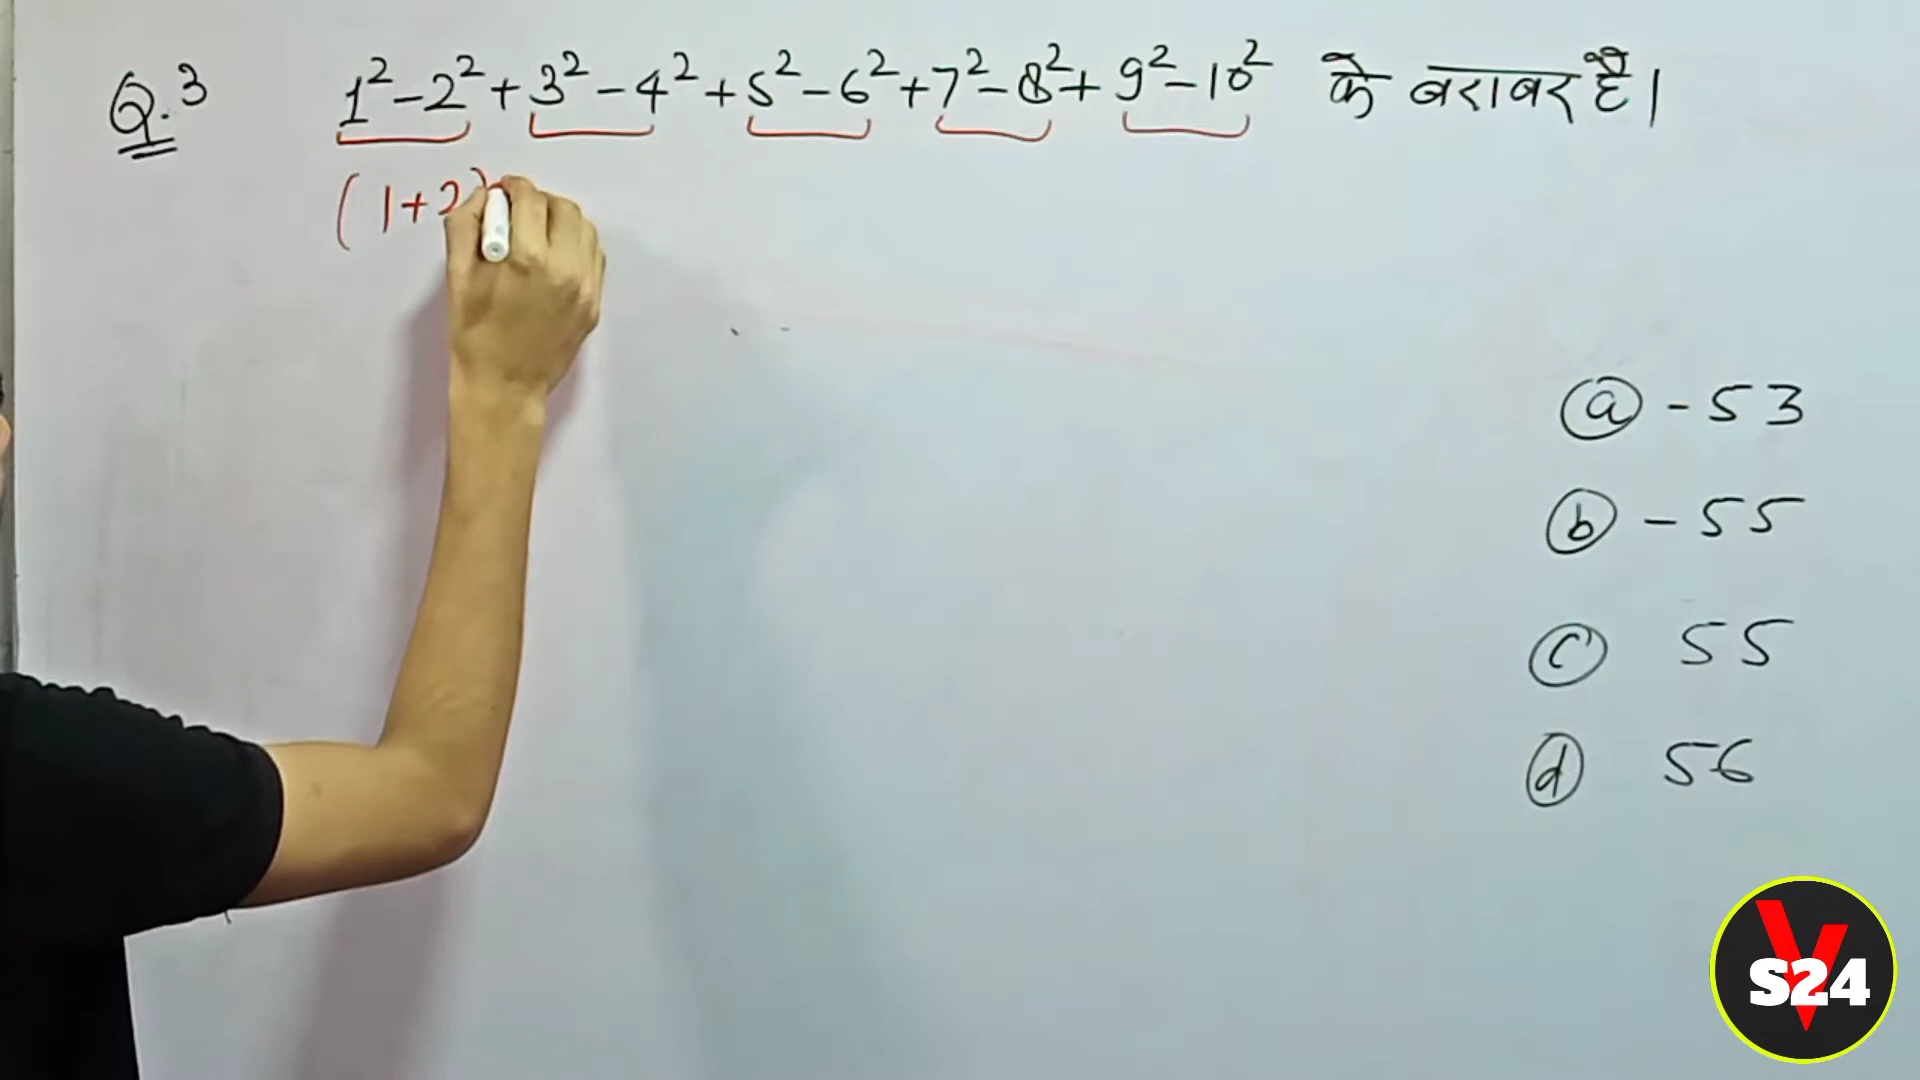 Q.3 1² - 2² + 3² - 4² + 5² - 6² + 7² - 8² + 9² - 10² के बराबर है।
(1+2)
ⓐ - 53
ⓑ - 55
ⓒ 55
ⓓ 56
V
S24